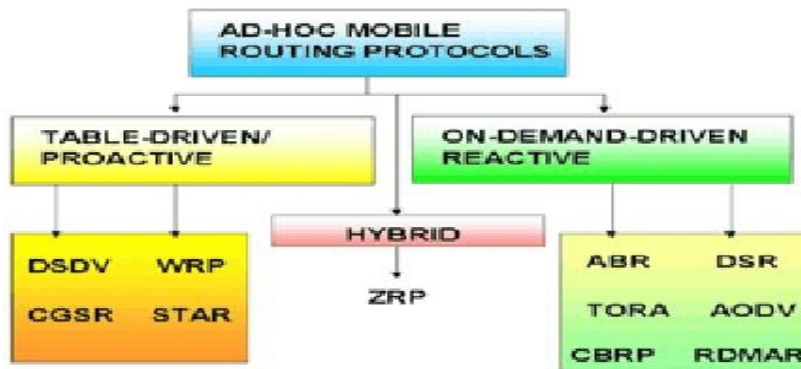 AD-HOC MOBILE
ROUTING PROTOCOLS
TABLE-DRIVEN/
PROACTIVE
ON-DEMAND-DRIVEN
REACTIVE
HYBRID
DSDV WRP
CGSR STAR
ZRP
ABR DSR
TORA AODV
CBRP RDMAR